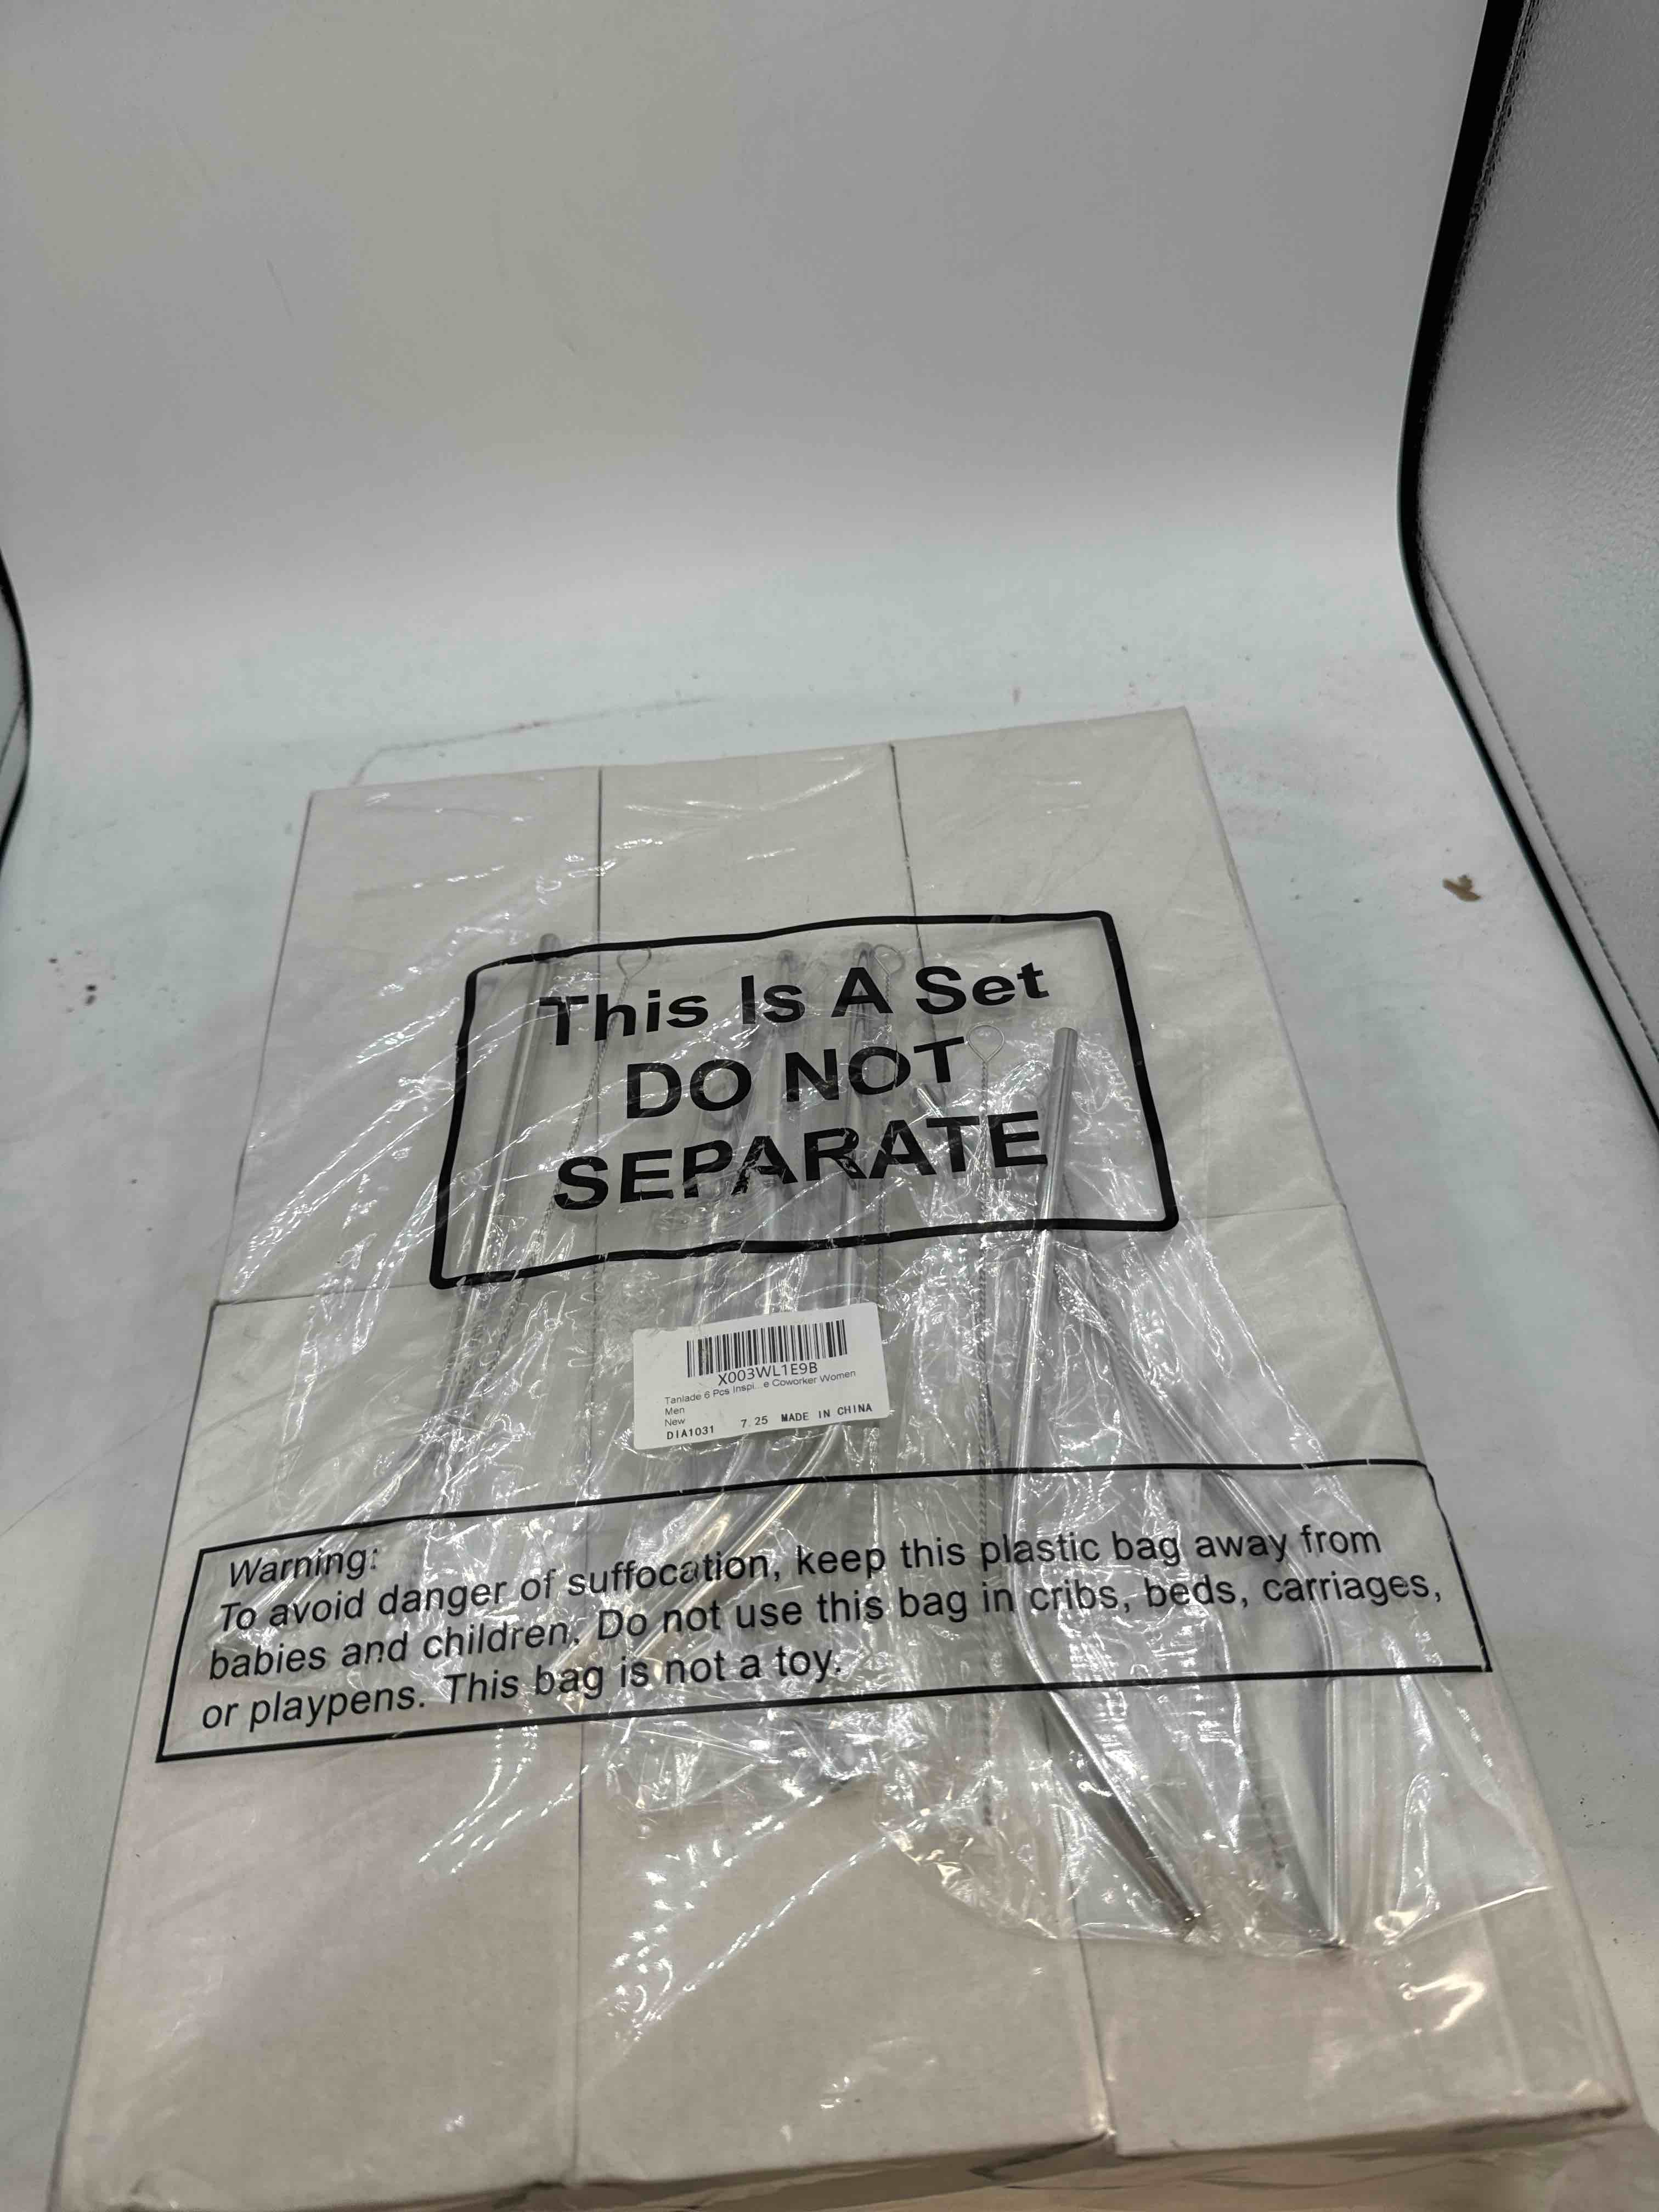 This Is A Set
DO NOT
SEPARATE
X003WL1E9B
Tanlade 6 Pcs Inspi...e Coworker Women
Men
New
DIA1031 7.25 MADE IN CHINA
Warning:
To avoid danger of suffocation, keep this plastic bag away from
babies and children. Do not use this bag in cribs, beds, carriages,
or playpens. This bag is not a toy.